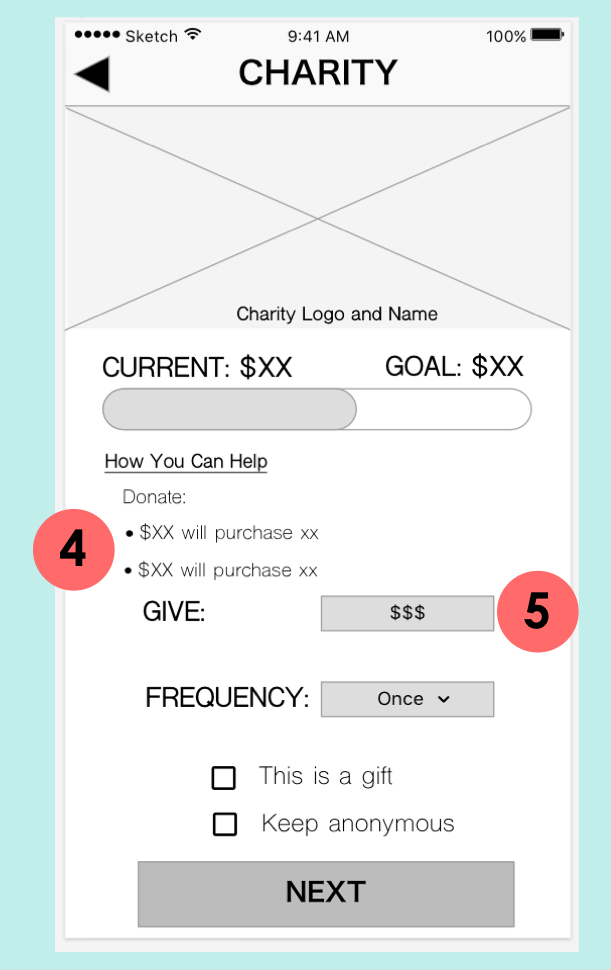 ●●●●● Sketch 9:41 AM 100%
CHARITY
Charity Logo and Name
CURRENT: $XX GOAL: $XX
How You Can Help
Donate:
4
• $XX will purchase xx
• $XX will purchase xx
GIVE: $$$ 5
FREQUENCY: Once
This is a gift
Keep anonymous
NEXT